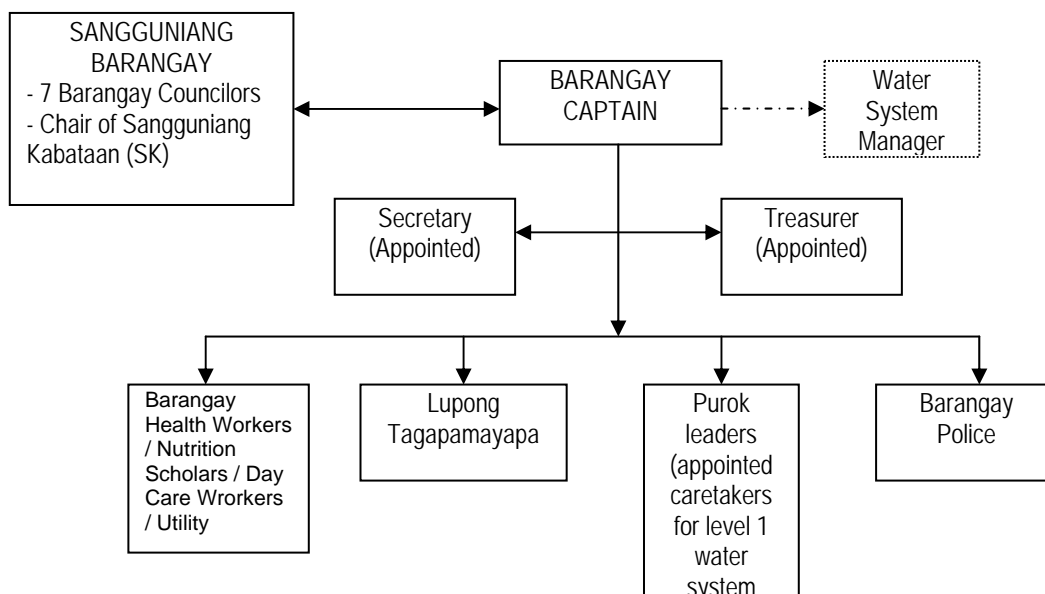 SANGGUNIANG
BARANGAY
- 7 Barangay Councilors
- Chair of Sangguniang
Kabataan (SK)
BARANGAY
CAPTAIN
Water
System
Manager
Secretary
(Appointed)
Treasurer
(Appointed)
Barangay
Health Workers
/ Nutrition
Scholars / Day
Care Wrorkers
/ Utility
Lupong
Tagapamayapa
Purok
leaders
(appointed
caretakers
for level 1
water
system
Barangay
Police